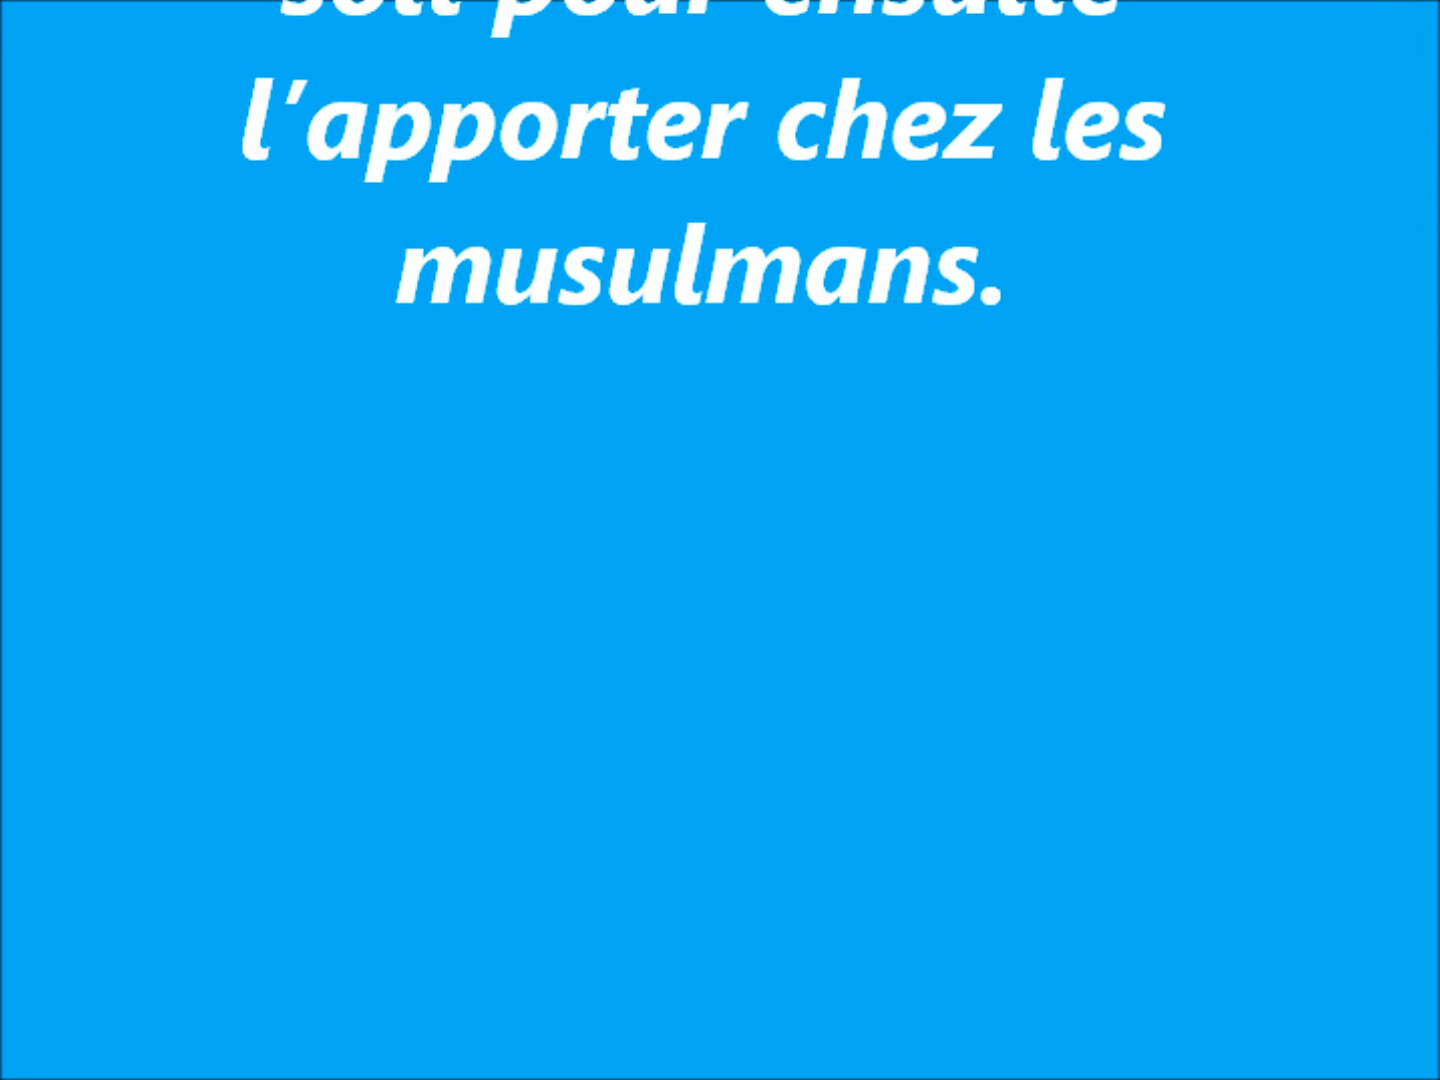 soit pour ensuite
l’apporter chez les
musulmans.